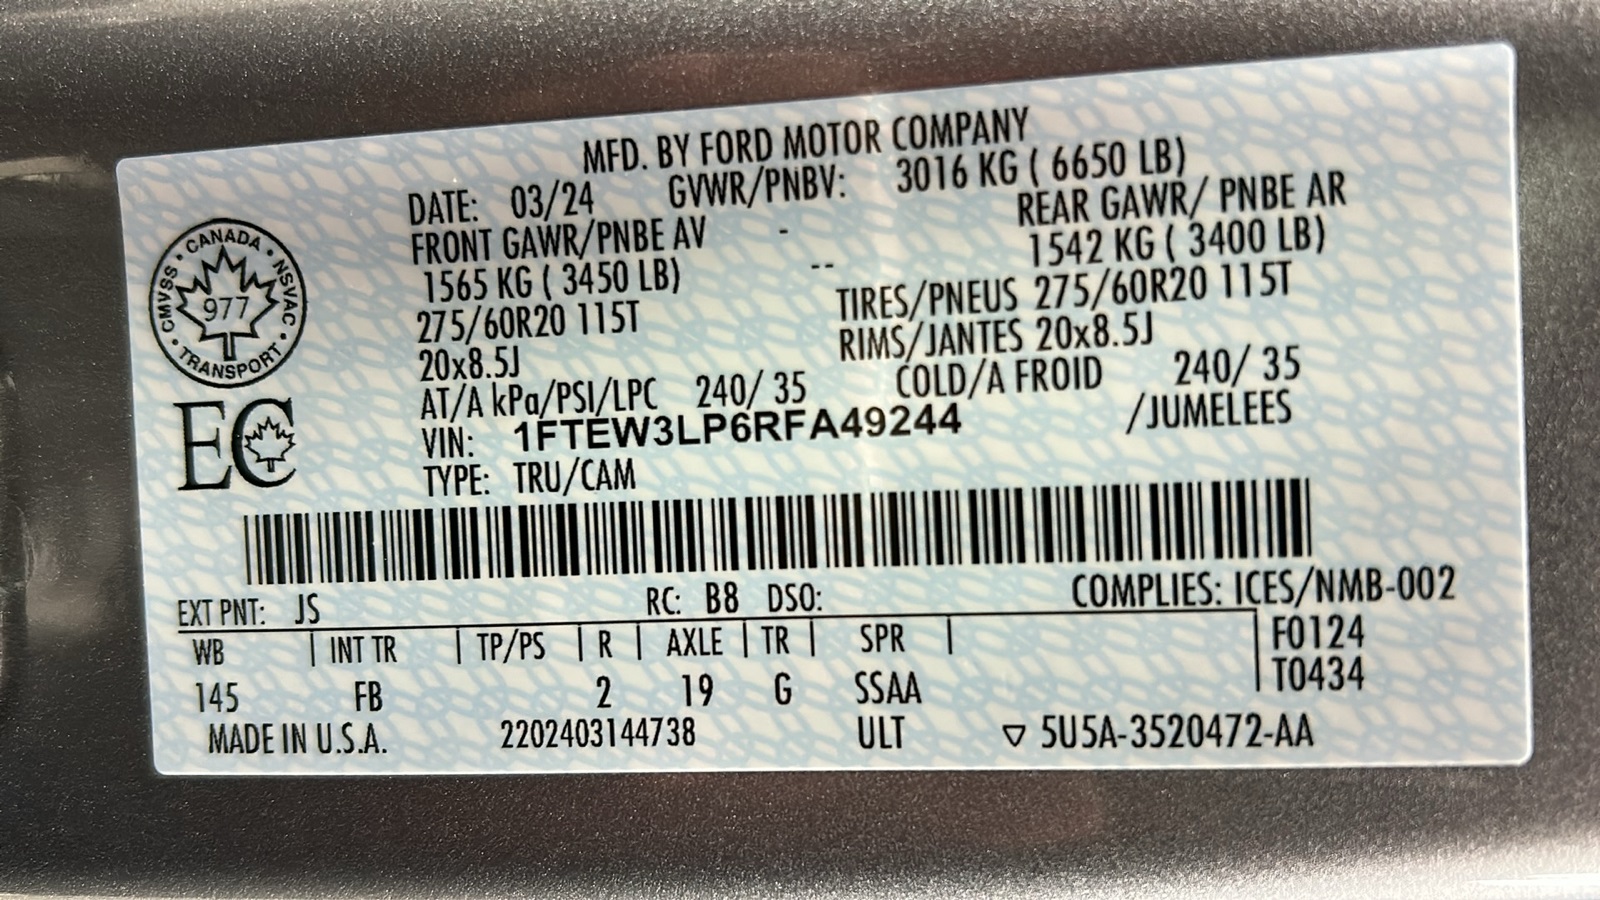 MFD. BY FORD MOTOR COMPANY
DATE: 03/24 GVWR/PNBV: 3016 KG ( 6650 LB)
FRONT GAWR/PNBE AV - REAR GAWR/ PNBE AR
1565 KG ( 3450 LB) -- 1542 KG ( 3400 LB)
275/60R20 115T TIRES/PNEUS 275/60R20 115T
20x8.5J RIMS/JANTES 20x8.5J
AT/A kPa/PSI/LPC 240/ 35 COLD/A FROID 240/ 35
VIN: 1FTEW3LP6RFA49244 /JUMELEES
TYPE: TRU/CAM
CANADA • NSVAC • TRANSPORT • CMVSS •
977
EC
EXT PNT: JS RC: B8 DSO: COMPLIES: ICES/NMB-002
WB | INT TR | TP/PS | R | AXLE | TR | SPR | F0124
T0434
145 FB 2 19 G SSAA
MADE IN U.S.A. 2202403144738 ULT ▽ 5U5A-3520472-AA